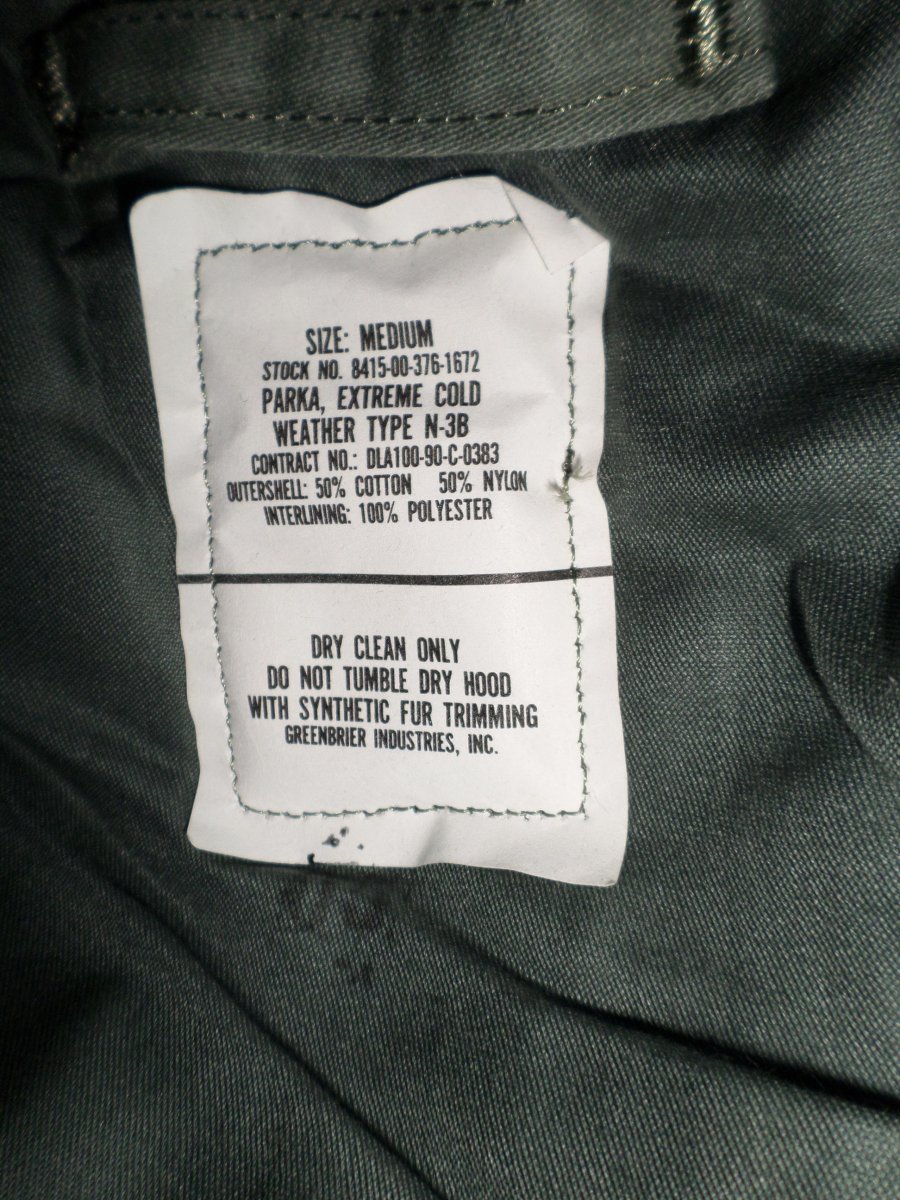 SIZE: MEDIUM
STOCK NO. 8415-00-376-1672
PARKA, EXTREME COLD
WEATHER TYPE N-3B
CONTRACT NO.: DLA100-90-C-0383
OUTERSHELL: 50% COTTON 50% NYLON
INTERLINING: 100% POLYESTER
DRY CLEAN ONLY
DO NOT TUMBLE DRY HOOD
WITH SYNTHETIC FUR TRIMMING
GREENBRIER INDUSTRIES, INC.